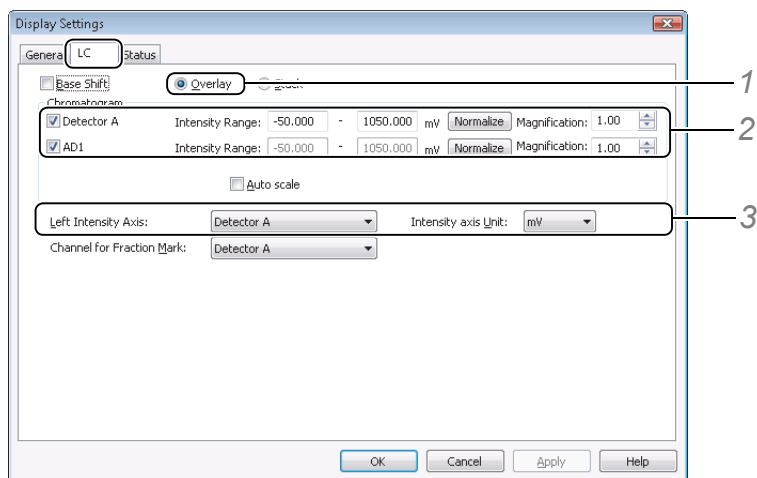 Display Settings
General LC Status
Base Shift Overlay Stack
1
Chromatogram
Detector A Intensity Range: -50.000 - 1050.000 mV Normalize Magnification: 1.00
2
AD1 Intensity Range: -50.000 - 1050.000 mV Normalize Magnification: 1.00
Auto scale
Left Intensity Axis: Detector A Intensity axis Unit: mV
3
Channel for Fraction Mark: Detector A
OK Cancel Apply Help